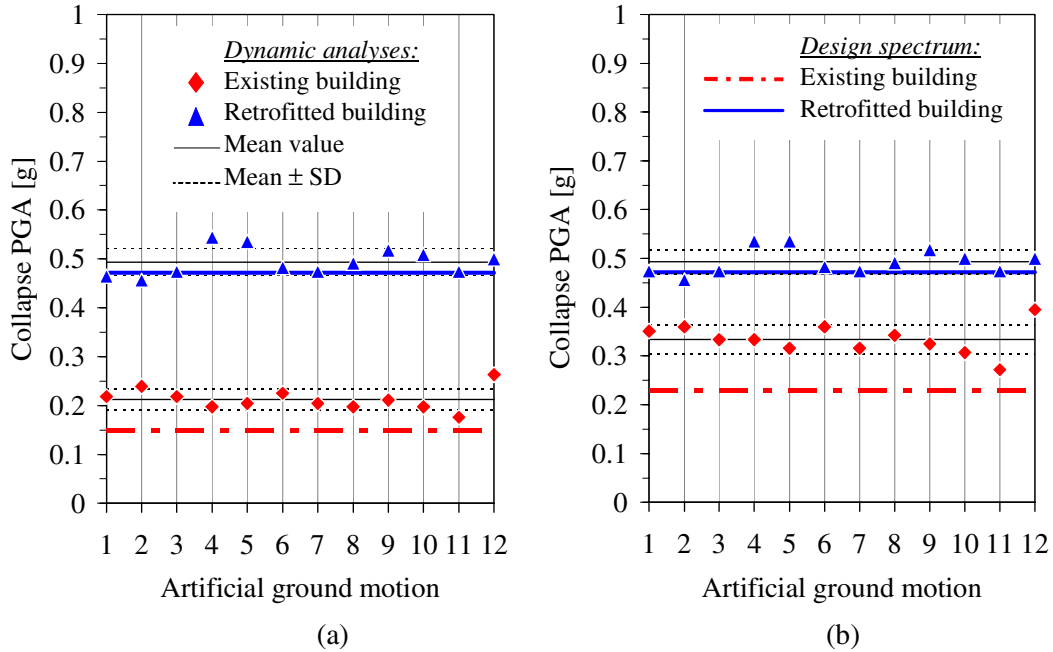 Collapse PGA [g]
1
0.9
0.8
0.7
0.6
0.5
0.4
0.3
0.2
0.1
0
Dynamic analyses:
Existing building
Retrofitted building
Mean value
Mean ± SD
1 2 3 4 5 6 7 8 9 10 11 12
Artificial ground motion
(a)
Collapse PGA [g]
1
0.9
0.8
0.7
0.6
0.5
0.4
0.3
0.2
0.1
0
Design spectrum:
Existing building
Retrofitted building
1 2 3 4 5 6 7 8 9 10 11 12
Artificial ground motion
(b)